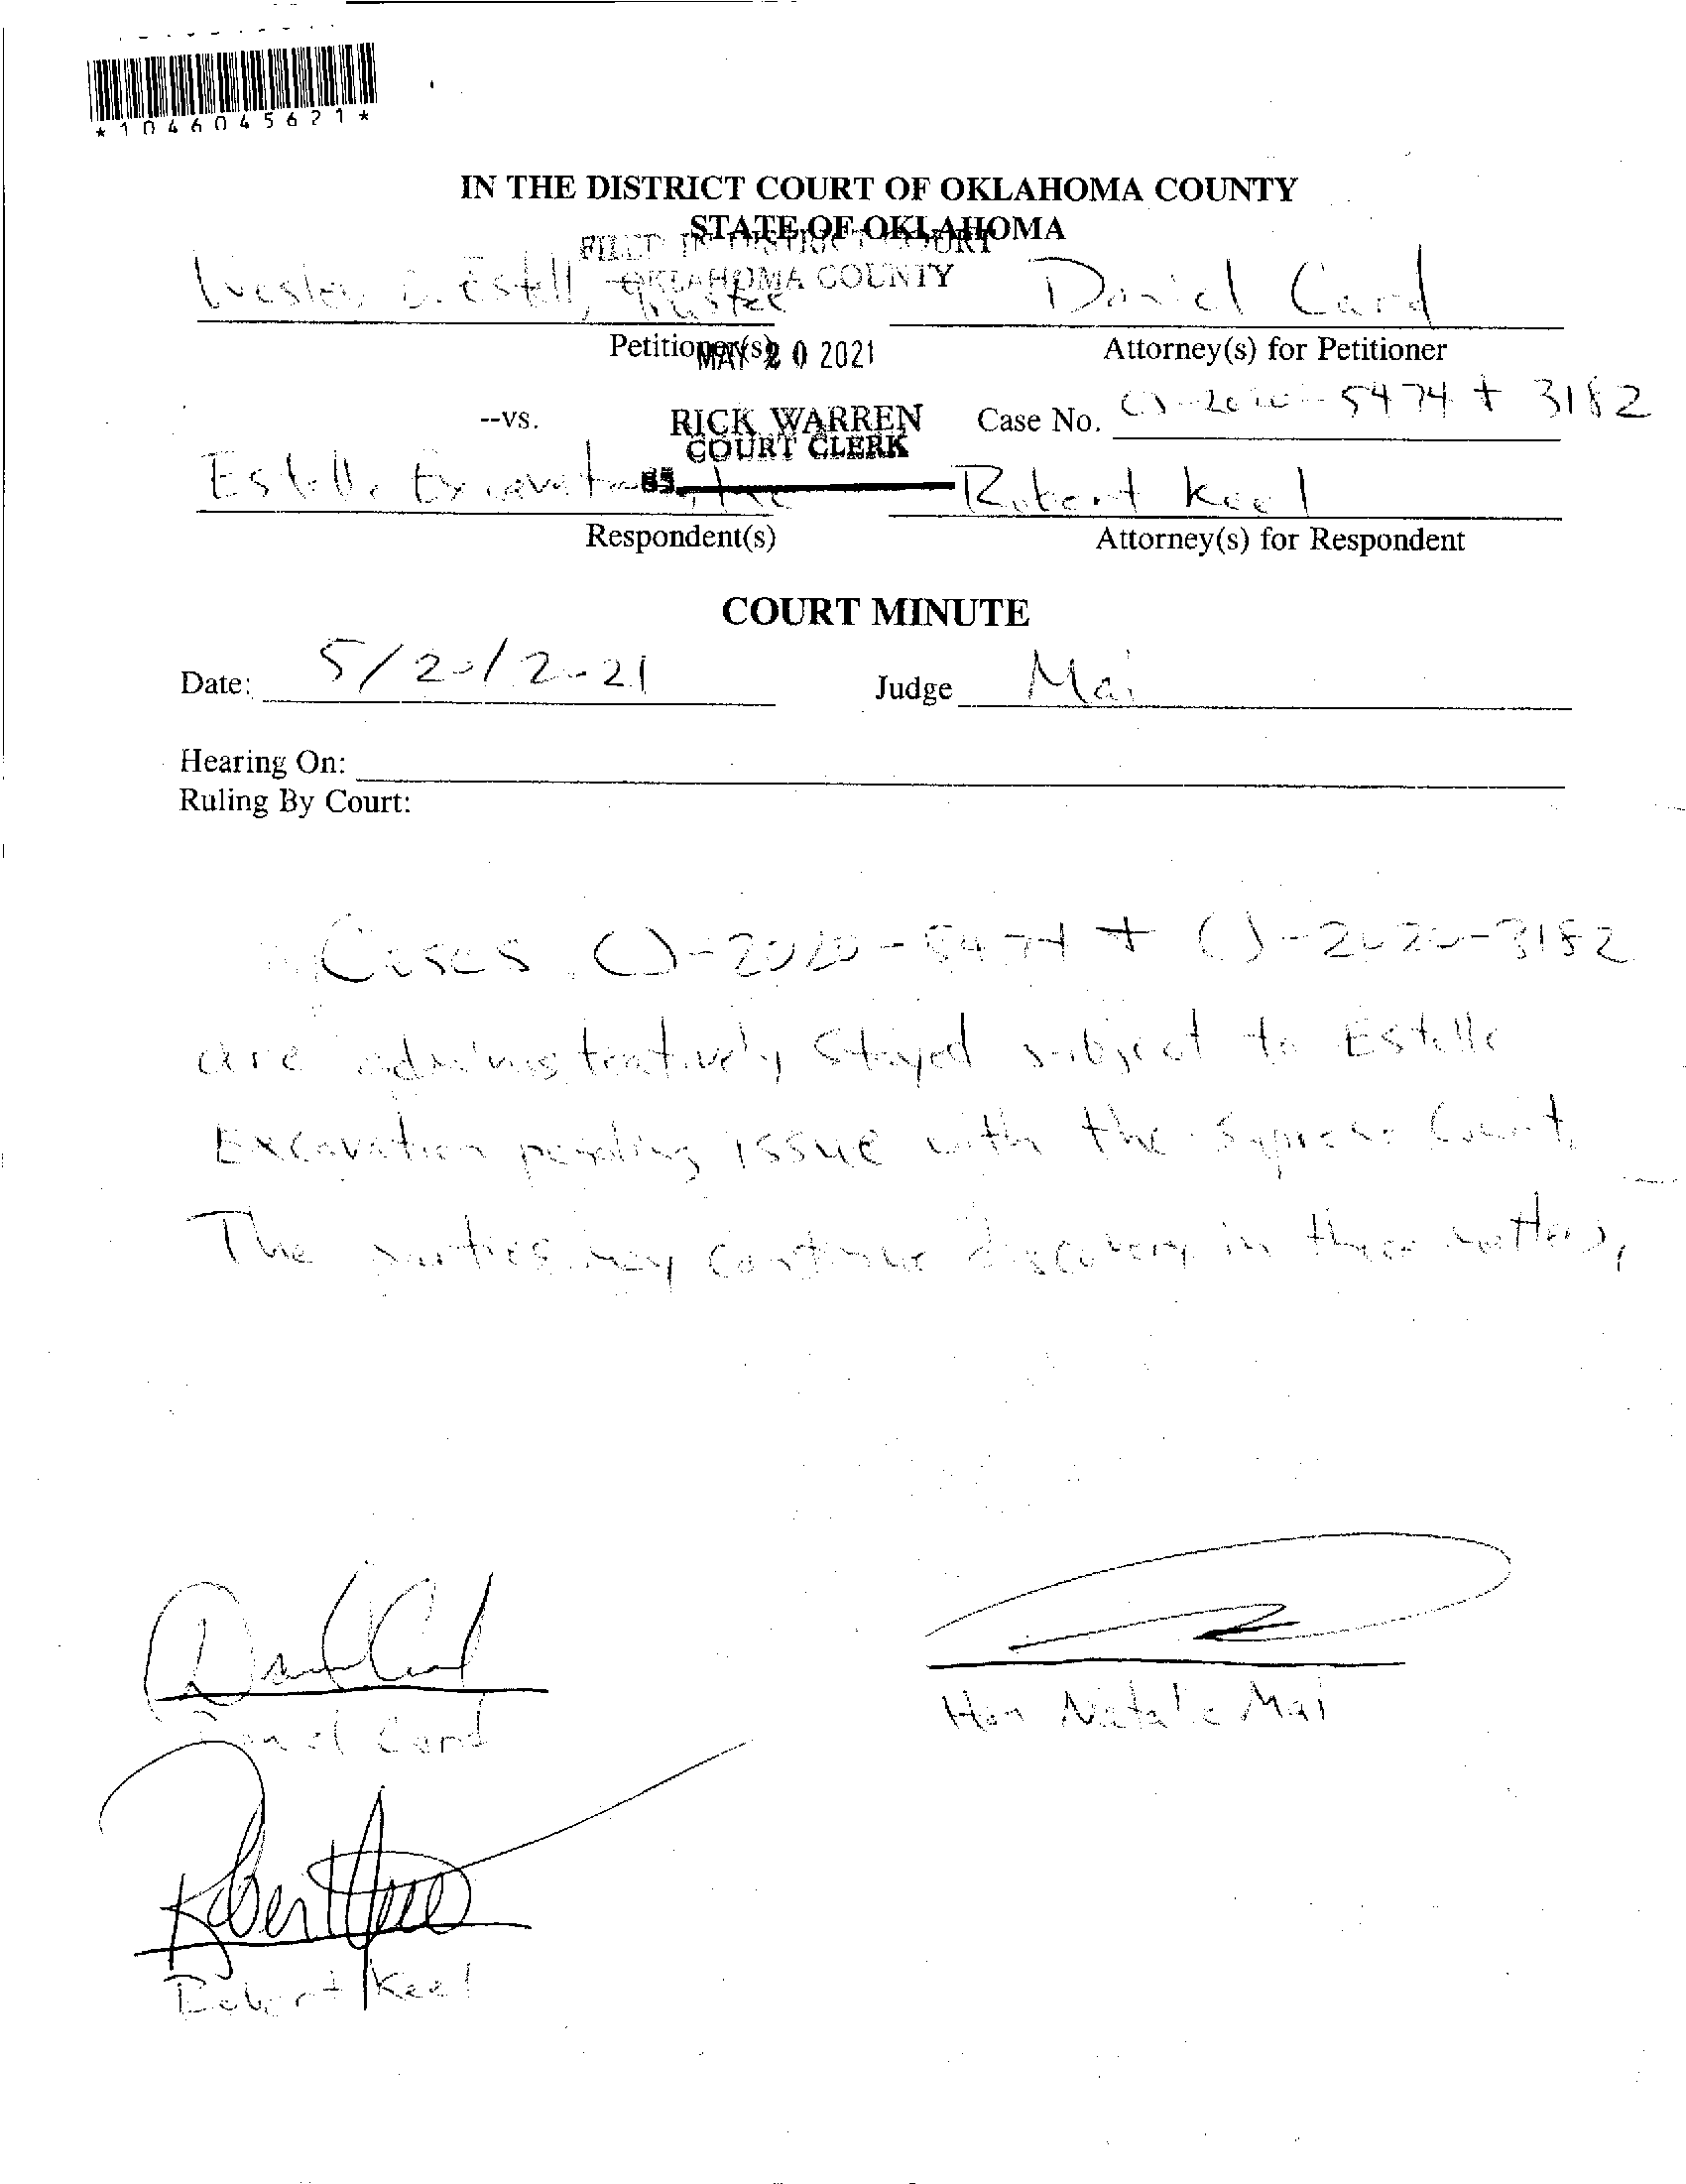 *1046045621*
IN THE DISTRICT COURT OF OKLAHOMA COUNTY
STATE OF OKLAHOMA
FILED IN DISTRICT COURT
OKLAHOMA COUNTY
Wesley Estell, Trustee
Daniel Card
Petitioner(s)
MAY 20 2021
Attorney(s) for Petitioner
--vs.
RICK WARREN
COURT CLERK
Case No. CJ-2020-5474 + 3182
Estelle Excavation, Inc
Robert Keel
Respondent(s)
Attorney(s) for Respondent
COURT MINUTE
Date: 5/20/2021
Judge Mai
Hearing On:
Ruling By Court:
Cases CJ-2020-5474 + CJ-2020-3182
are administratively stayed subject to Estelle
Excavation pending issue with the Supreme Court.
The parties may continue discovery in these matters.
Daniel Card
Hon Natalie Mai
Robert Keel
Robert Keel